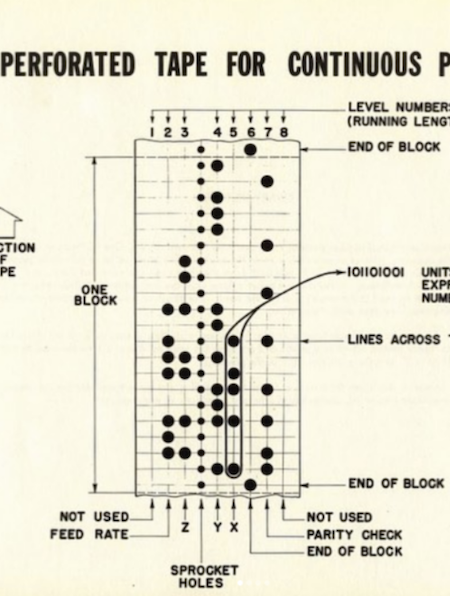 PERFORATED TAPE FOR CONTINUOUS P
LEVEL NUMBERS
(RUNNING LENGT
1 2 3 4 5 6 7 8
END OF BLOCK
CTION
F
PE
ONE
BLOCK
101101001 UNITS
EXPR
NUM
LINES ACROSS T
END OF BLOCK
NOT USED
FEED RATE
Z
Y
X
NOT USED
PARITY CHECK
END OF BLOCK
SPROCKET
HOLES